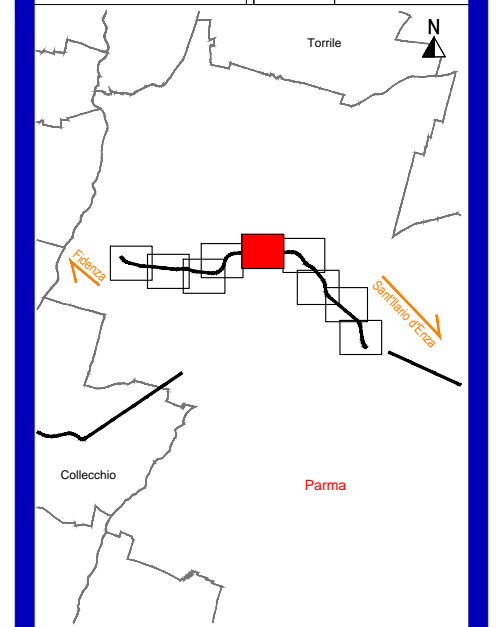 N
Torrile
Fidenza
Sant'Ilario d'Enza
Collecchio
Parma